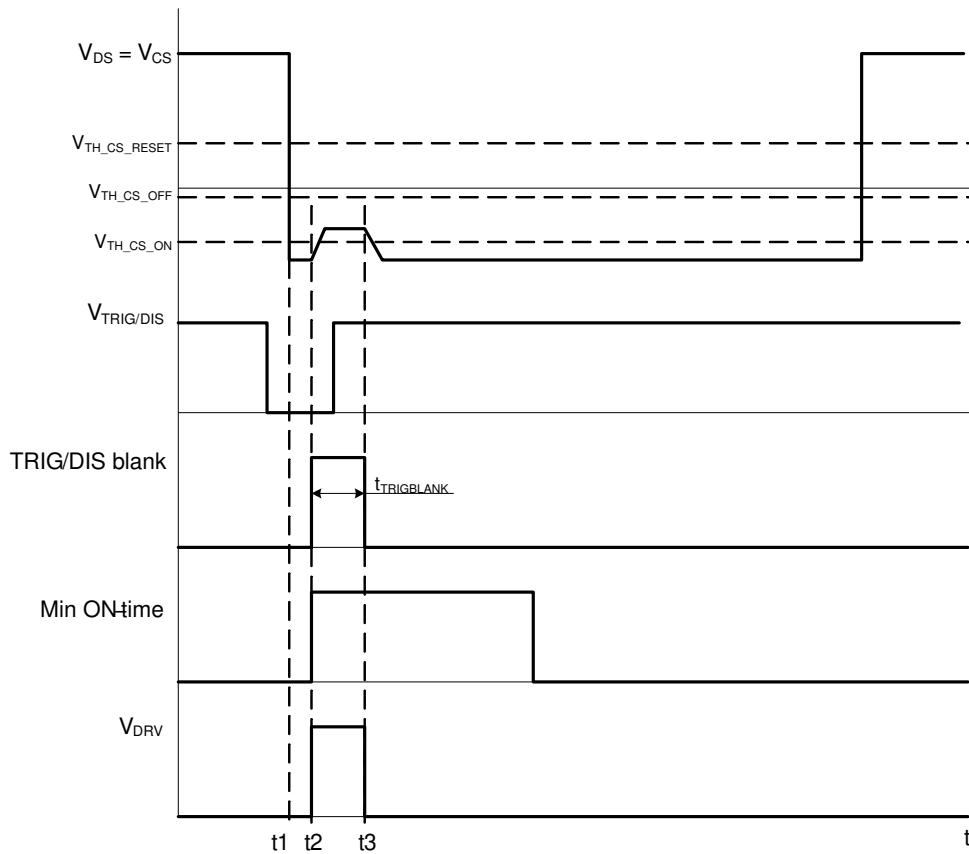 VDS = VCS
VTH_CS_RESET
VTH_CS_OFF
VTH_CS_ON
VTRIG/DIS
TRIG/DIS blank
tTRIGBLANK
Min ON-time
VDRV
t1 t2 t3 t